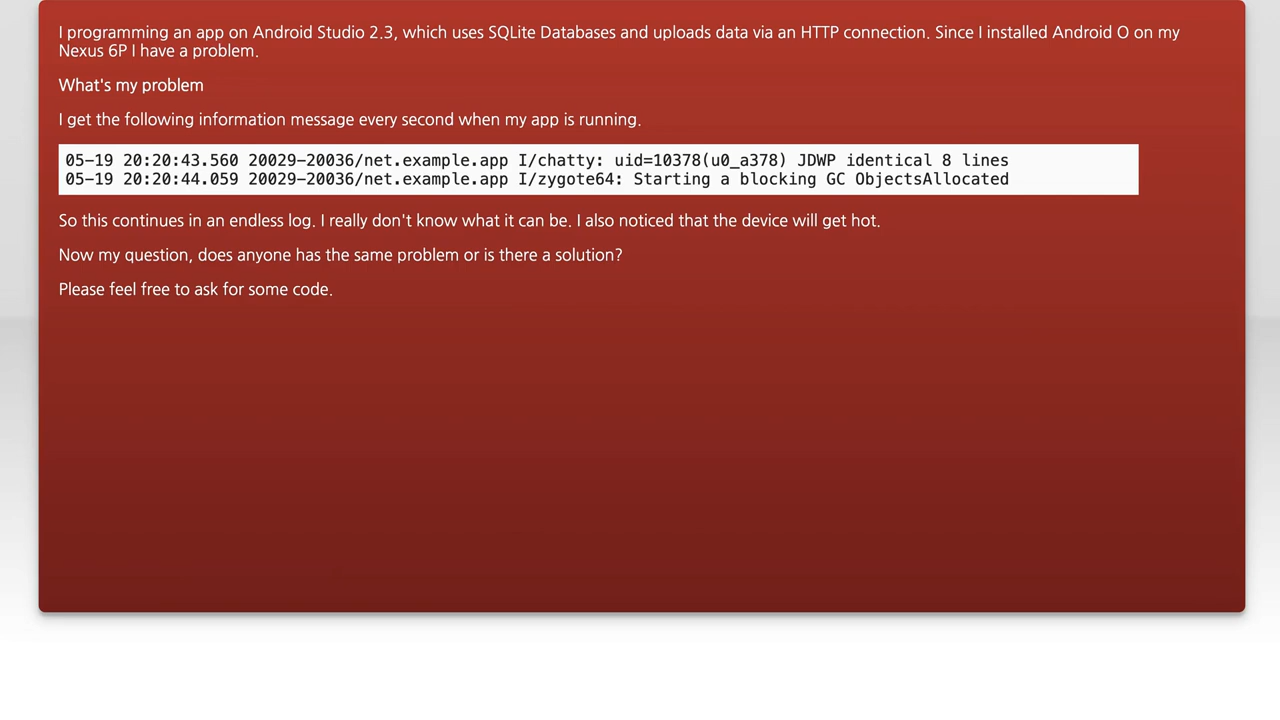 I programming an app on Android Studio 2.3, which uses SQLite Databases and uploads data via an HTTP connection. Since I installed Android O on my
Nexus 6P I have a problem.
What's my problem
I get the following information message every second when my app is running.
05-19 20:20:43.560 20029-20036/net.example.app I/chatty: uid=10378(u0_a378) JDWP identical 8 lines
05-19 20:20:44.059 20029-20036/net.example.app I/zygote64: Starting a blocking GC ObjectsAllocated
So this continues in an endless log. I really don't know what it can be. I also noticed that the device will get hot.
Now my question, does anyone has the same problem or is there a solution?
Please feel free to ask for some code.